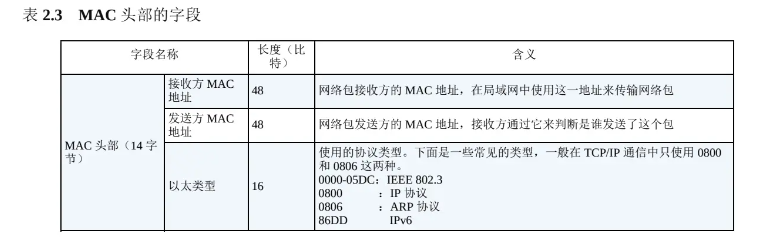 表 2.3 MAC 头部的字段
字段名称
长度（比
特）
含义
MAC 头部（14 字
节）
接收方 MAC
地址
48
网络包接收方的 MAC 地址，在局域网中使用这一地址来传输网络包
发送方 MAC
地址
48
网络包发送方的 MAC 地址，接收方通过它来判断是谁发送了这个包
以太类型
16
使用的协议类型。下面是一些常见的类型，一般在 TCP/IP 通信中只使用 0800
和 0806 这两种。
0000-05DC：IEEE 802.3
0800 ：IP 协议
0806 ：ARP 协议
86DD IPv6